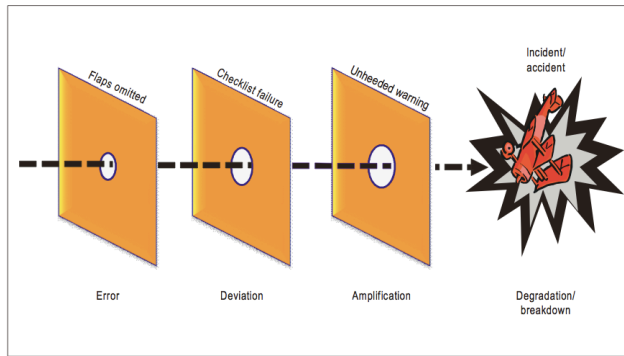 Flaps omitted
Checklist failure
Unheeded warning
Incident/
accident
Error
Deviation
Amplification
Degradation/
breakdown